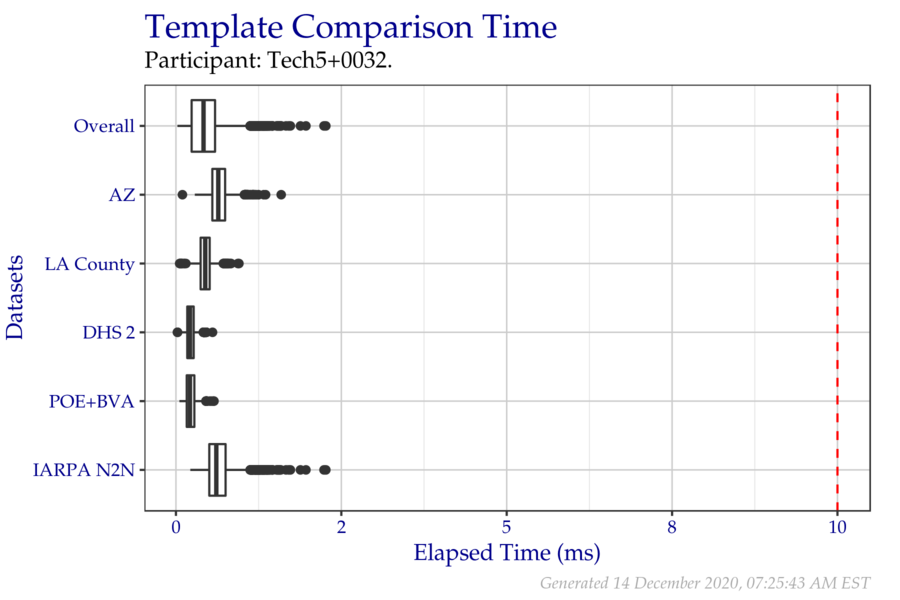 Template Comparison Time
Participant: Tech5+0032.
Datasets
Overall
AZ
LA County
DHS 2
POE+BVA
IARPA N2N
0 2 5 8 10
Elapsed Time (ms)
Generated 14 December 2020, 07:25:43 AM EST